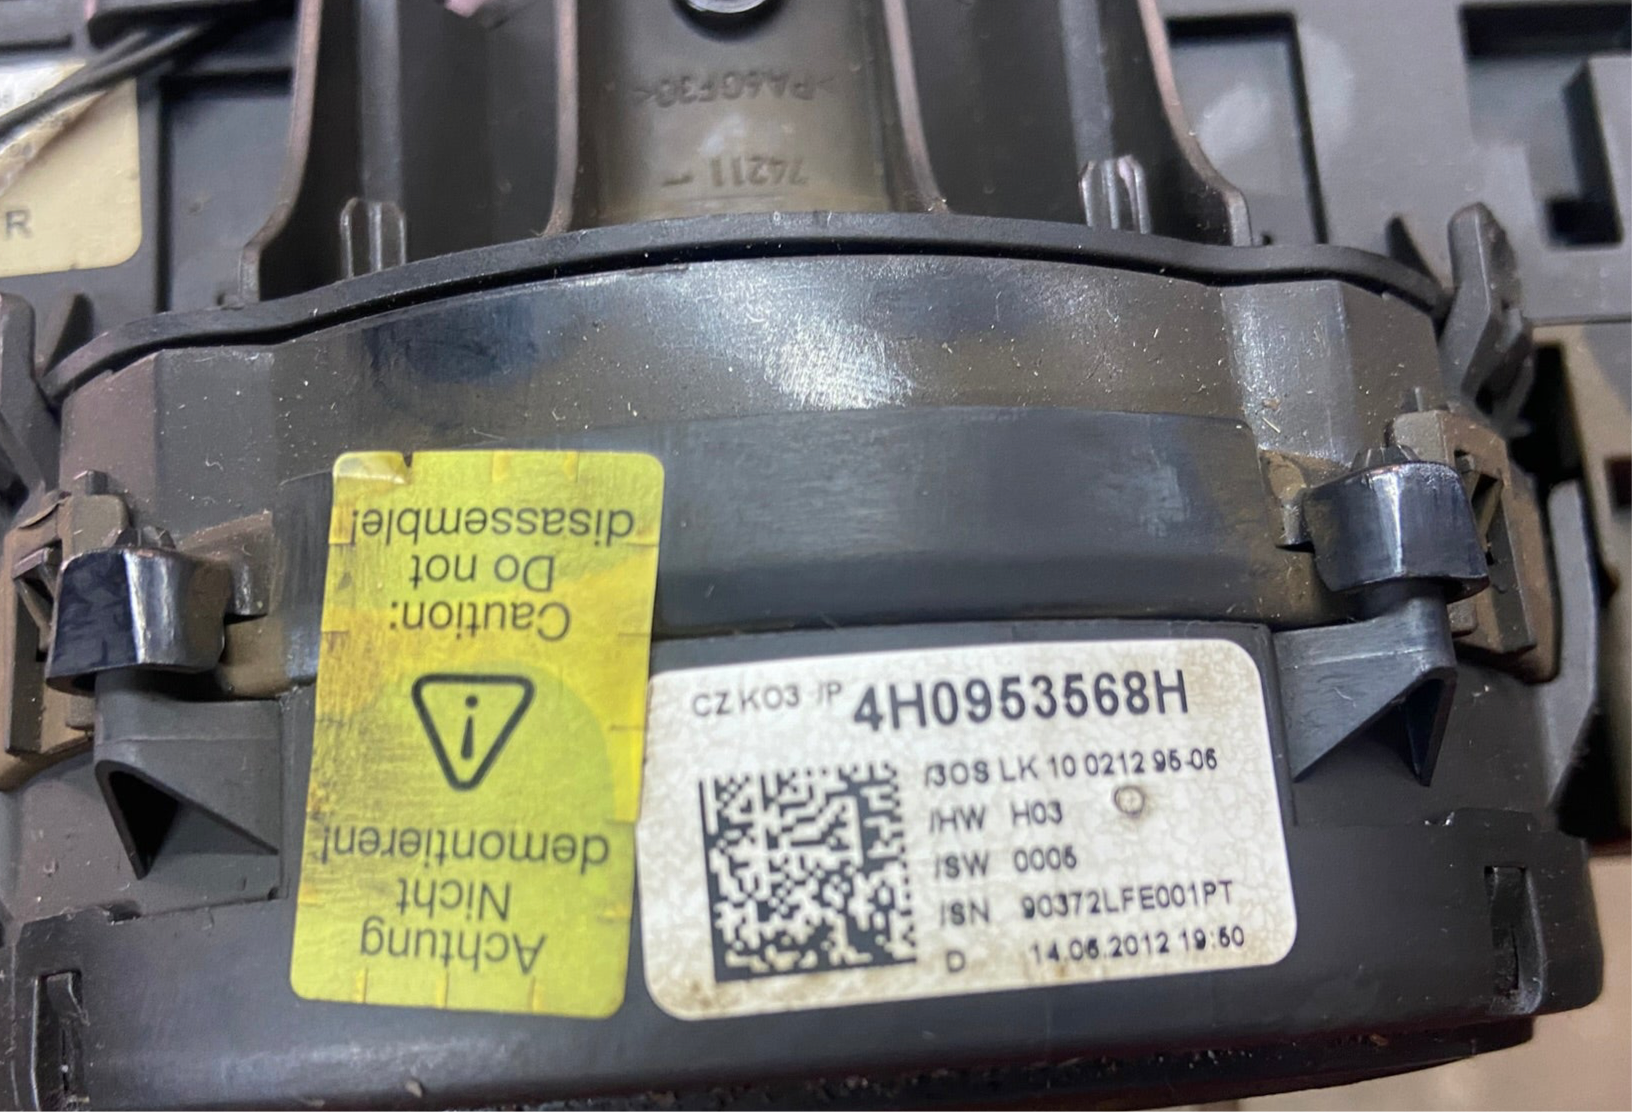 >PA6GF30<
74211
R
disassemble!
Do not
Caution:
demontieren!
Nicht
Achtung
CZ K03 /P 4H0953568H
/3OS LK 10 0212 95-06
/HW H03
/SW 0005
/SN 90372LFE001PT
D 14.06.2012 19:50